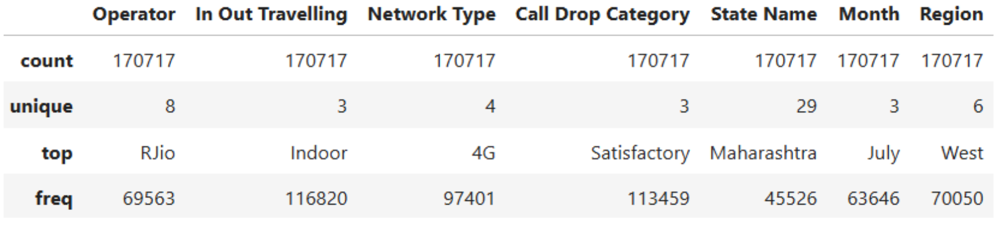 Operator In Out Travelling Network Type Call Drop Category State Name Month Region
count 170717 170717 170717 170717 170717 170717 170717
unique 8 3 4 3 29 3 6
top RJio Indoor 4G Satisfactory Maharashtra July West
freq 69563 116820 97401 113459 45526 63646 70050